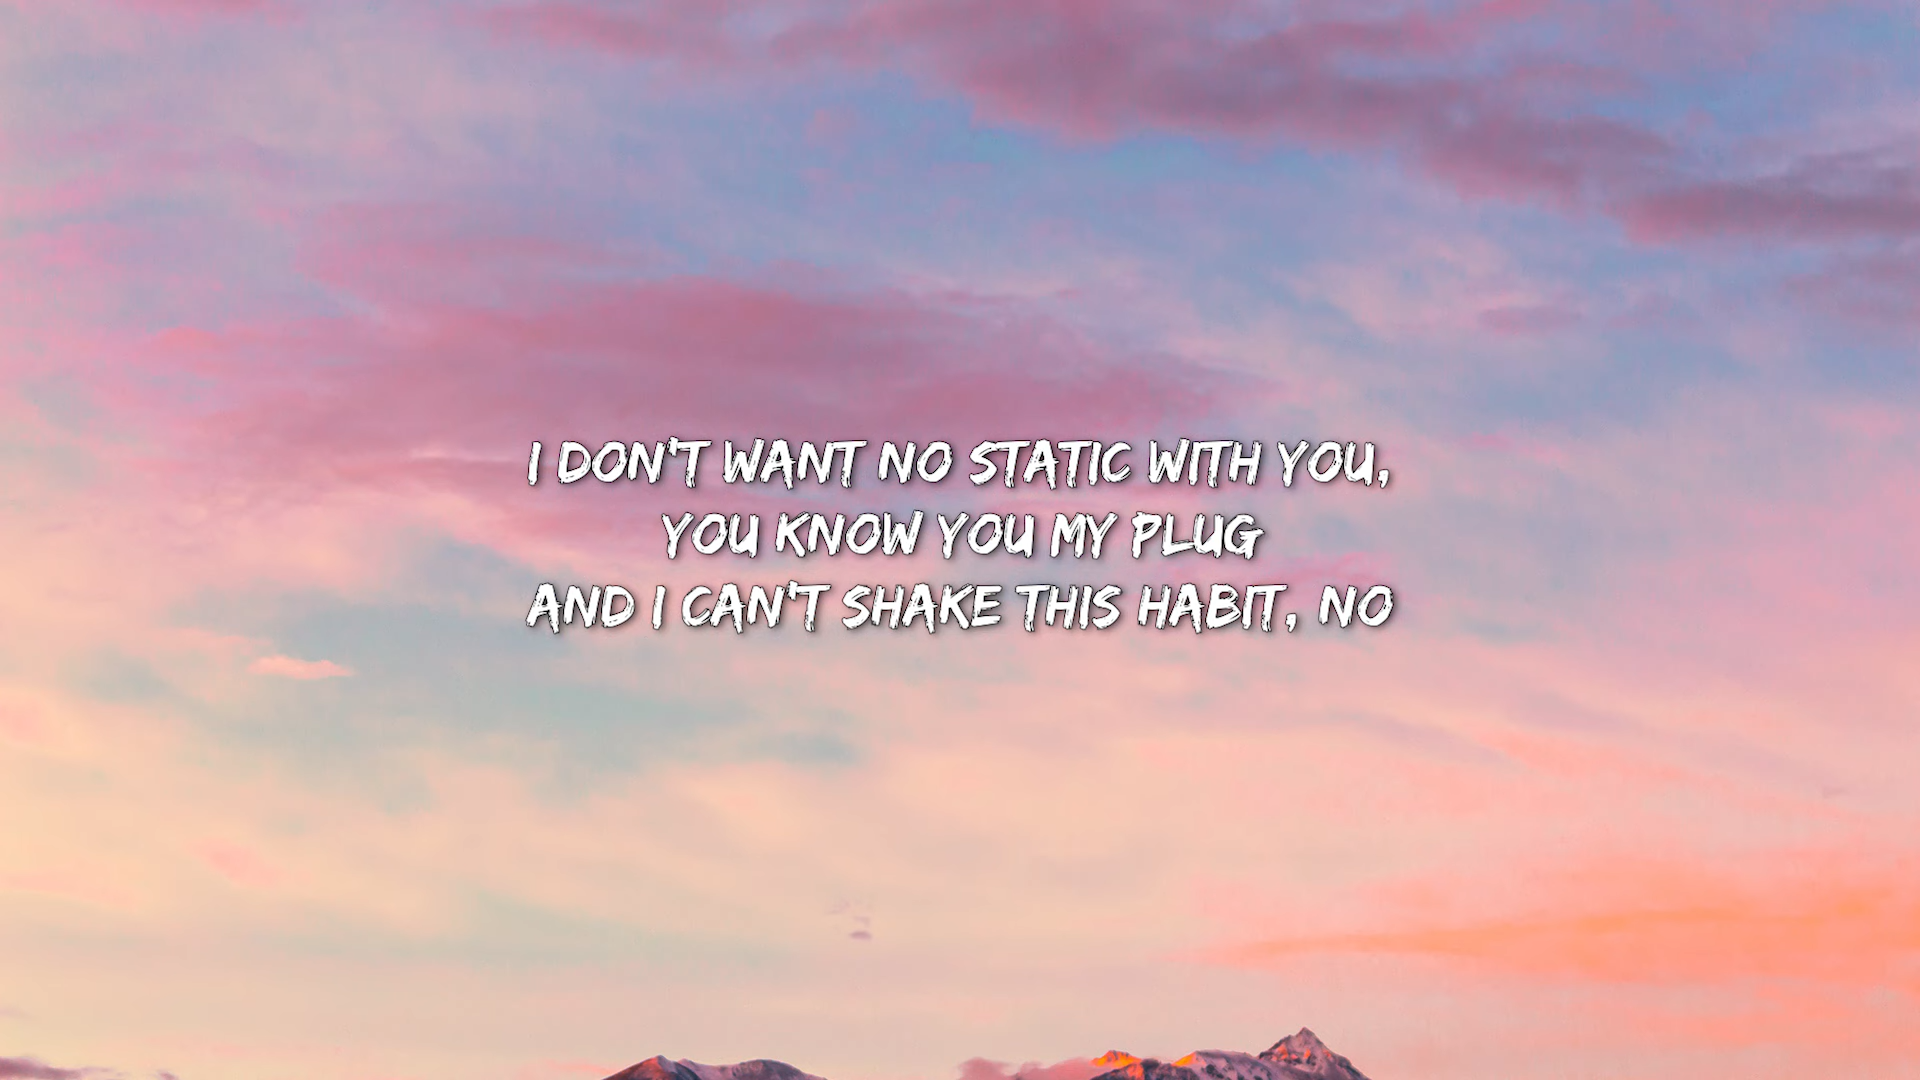 I DON'T WANT NO STATIC WITH YOU,
YOU KNOW YOU MY PLUG
AND I CAN'T SHAKE THIS HABIT, NO